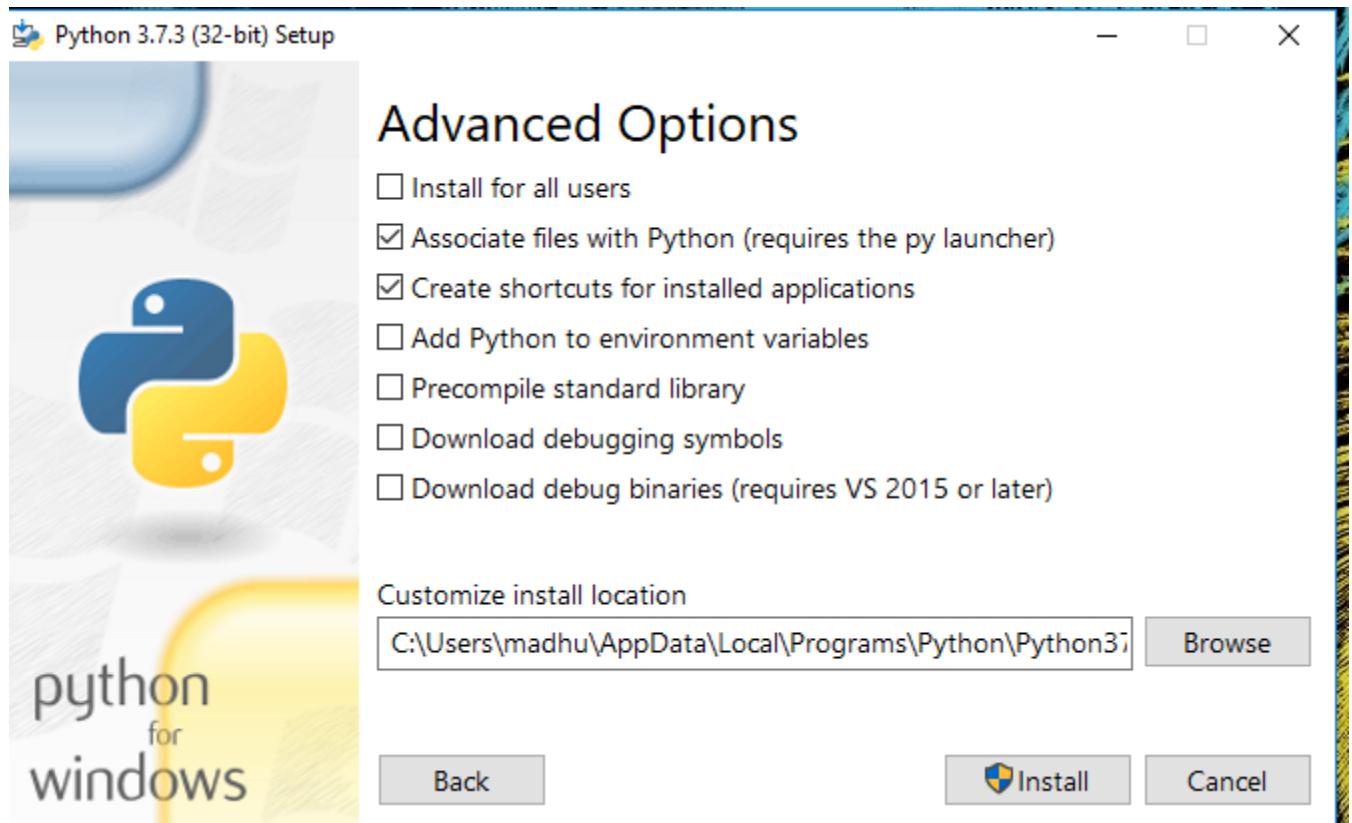 Python 3.7.3 (32-bit) Setup
Advanced Options
Install for all users
Associate files with Python (requires the py launcher)
Create shortcuts for installed applications
Add Python to environment variables
Precompile standard library
Download debugging symbols
Download debug binaries (requires VS 2015 or later)
Customize install location
C:\Users\madhu\AppData\Local\Programs\Python\Python37
Browse
python
for
windows
Back
Install
Cancel